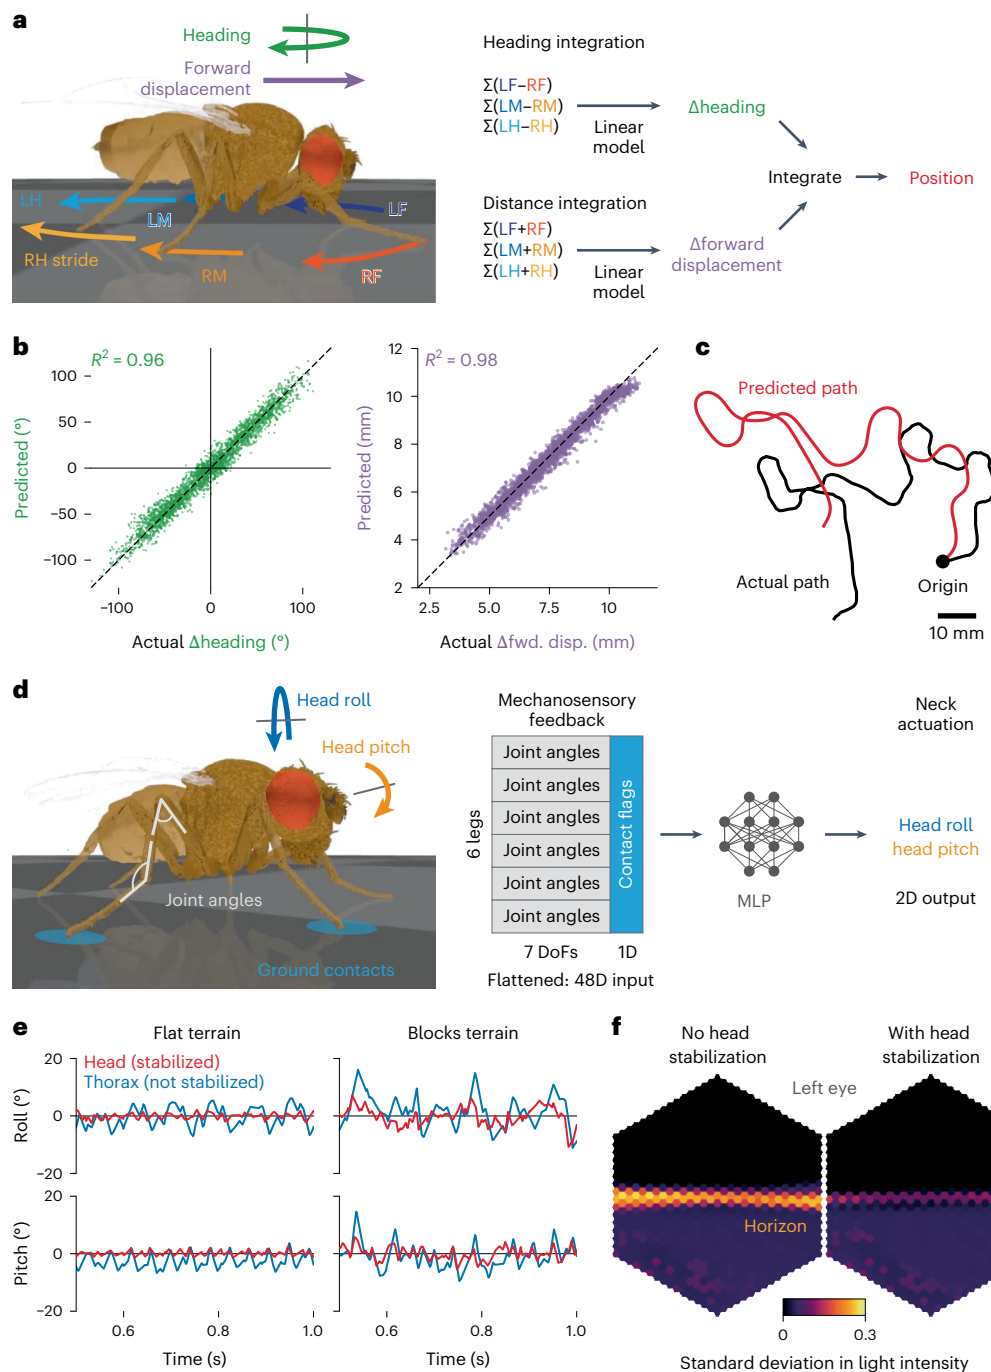 a
Heading
Forward
displacement
LH
LM
LF
RH stride
RM
RF
Heading integration
Σ(LF–RF)
Σ(LM–RM)
Σ(LH–RH)
Linear
model
Δheading
Distance integration
Σ(LF+RF)
Σ(LM+RM)
Σ(LH+RH)
Linear
model
Δforward
displacement
Integrate
Position
b
R² = 0.96
100
50
0
−50
−100
Predicted (°)
−100
0
100
Actual Δheading (°)
R² = 0.98
12
10
8
6
4
2
Predicted (mm)
2.5
5.0
7.5
10
Actual Δfwd. disp. (mm)
c
Predicted path
Actual path
Origin
10 mm
d
Head roll
Head pitch
Joint angles
Ground contacts
Mechanosensory
feedback
6 legs
Joint angles
Joint angles
Joint angles
Joint angles
Joint angles
Joint angles
Contact flags
7 DoFs
1D
Flattened: 48D input
MLP
Neck
actuation
Head roll
head pitch
2D output
e
Flat terrain
Blocks terrain
Head (stabilized)
Thorax (not stabilized)
Roll (°)
20
0
−20
20
0
−20
Pitch (°)
20
0
−20
20
0
−20
0.6
0.8
1.0
Time (s)
0.6
0.8
1.0
Time (s)
f
No head
stabilization
With head
stabilization
Left eye
Horizon
0
0.3
Standard deviation in light intensity